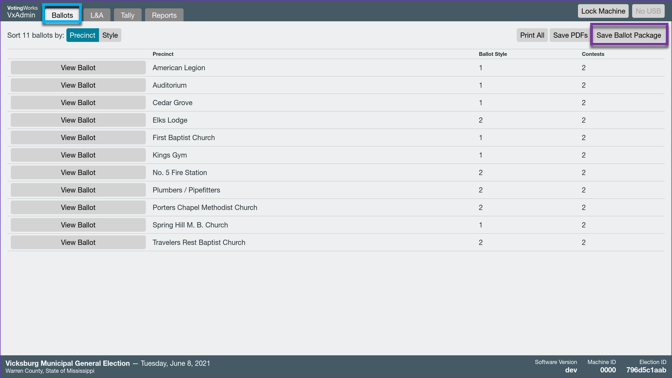 VotingWorks
VxAdmin
Ballots L&A Tally Reports Lock Machine No USB
Sort 11 ballots by: Precinct Style Print All Save PDFs Save Ballot Package
Precinct Ballot Style Contests
View Ballot American Legion 1 2
View Ballot Auditorium 1 2
View Ballot Cedar Grove 1 2
View Ballot Elks Lodge 2 2
View Ballot First Baptist Church 1 2
View Ballot Kings Gym 1 2
View Ballot No. 5 Fire Station 2 2
View Ballot Plumbers / Pipefitters 2 2
View Ballot Porters Chapel Methodist Church 2 2
View Ballot Spring Hill M. B. Church 1 2
View Ballot Travelers Rest Baptist Church 2 2
Vicksburg Municipal General Election — Tuesday, June 8, 2021
Warren County, State of Mississippi
Software Version Machine ID Election ID
dev 0000 796d5c1aab